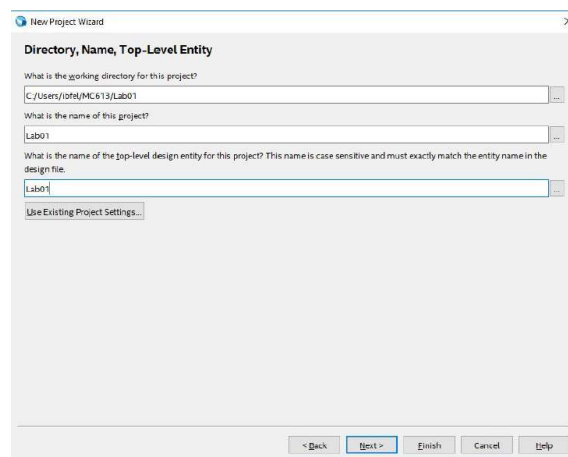 New Project Wizard
Directory, Name, Top-Level Entity
What is the working directory for this project?
C:/Users/ibfel/MC613/Lab01
...
What is the name of this project?
Lab01
...
What is the name of the top-level design entity for this project? This name is case sensitive and must exactly match the entity name in the
design file.
Lab01
...
Use Existing Project Settings...
< Back Next > Finish Cancel Help